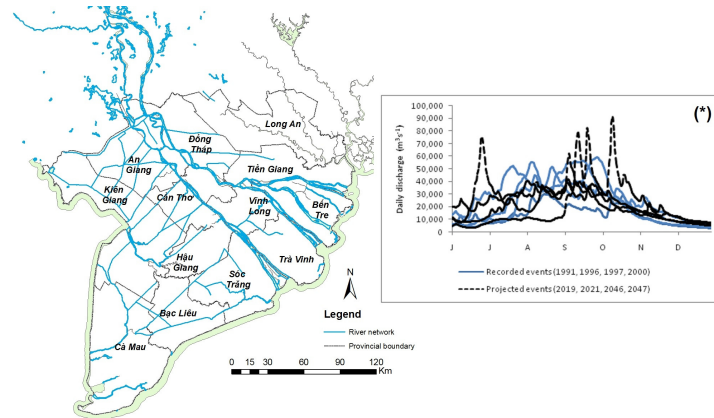 Long An
Đồng
Tháp
An
Giang
Tiền Giang
Kiên
Giang
Cần Thơ
Vĩnh
Long
Bến
Tre
Hậu
Giang
Trà Vinh
Sóc
Trăng
Bạc Liêu
Cà Mau
N
Legend
River network
Provincial boundary
0 15 30 60 90 120
Km
(*)
Daily discharge (m³s⁻¹)
100,000
90,000
80,000
70,000
60,000
50,000
40,000
30,000
20,000
10,000
0
J J A S O N D
Recorded events (1991, 1996, 1997, 2000)
Projected events (2019, 2021, 2046, 2047)